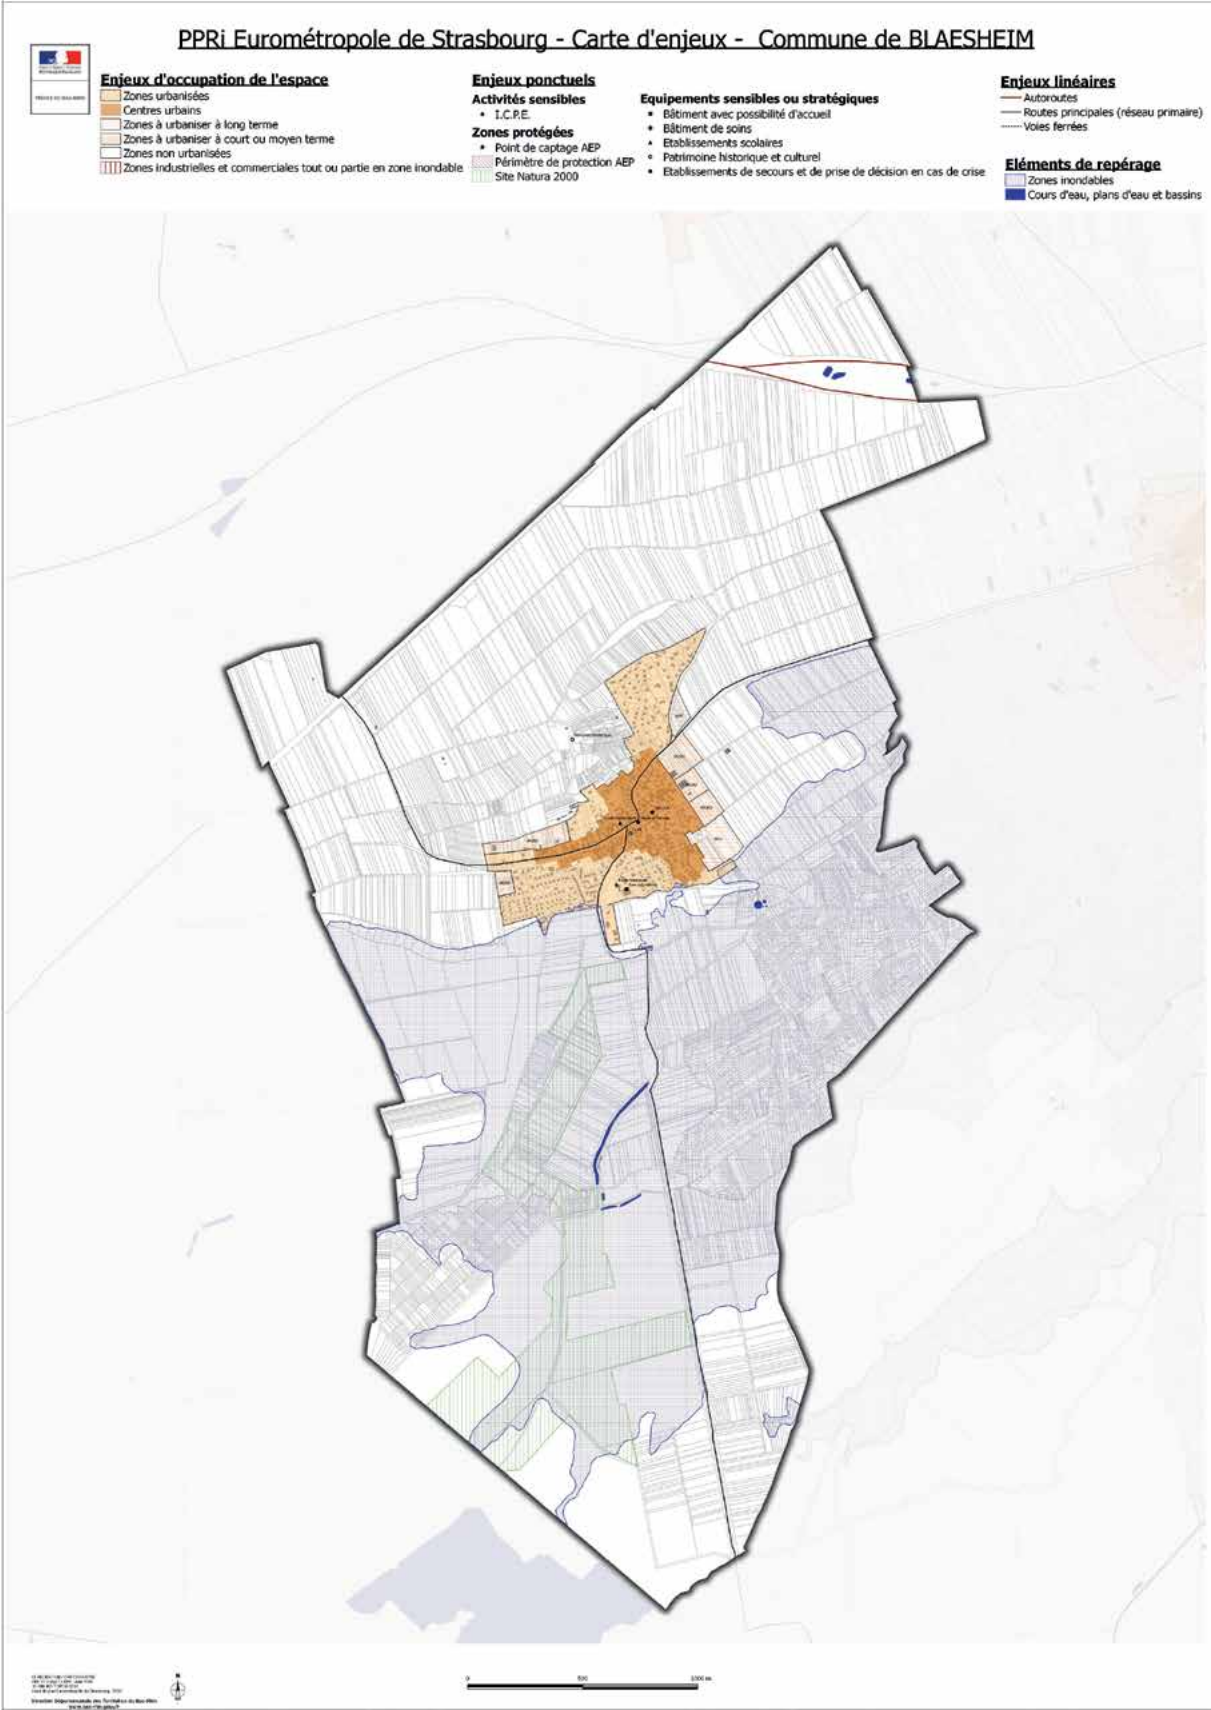 PPRi Eurométropole de Strasbourg - Carte d'enjeux - Commune de BLAESHEIM
Enjeux d'occupation de l'espace
Zones urbanisées
Centres urbains
Zones à urbaniser à long terme
Zones à urbaniser à court ou moyen terme
Zones non urbanisées
Zones industrielles et commerciales tout ou partie en zone inondable
Enjeux ponctuels
Activités sensibles
I.C.P.E.
Zones protégées
Point de captage AEP
Périmètre de protection AEP
Site Natura 2000
Equipements sensibles ou stratégiques
Bâtiment avec possibilité d'accueil
Bâtiment de soins
Etablissements scolaires
Patrimoine historique et culturel
Etablissements de secours et de prise de décision en cas de crise
Enjeux linéaires
Autoroutes
Routes principales (réseau primaire)
Voies ferrées
Eléments de repérage
Zones inondables
Cours d'eau, plans d'eau et bassins
N
0 500 1000 m